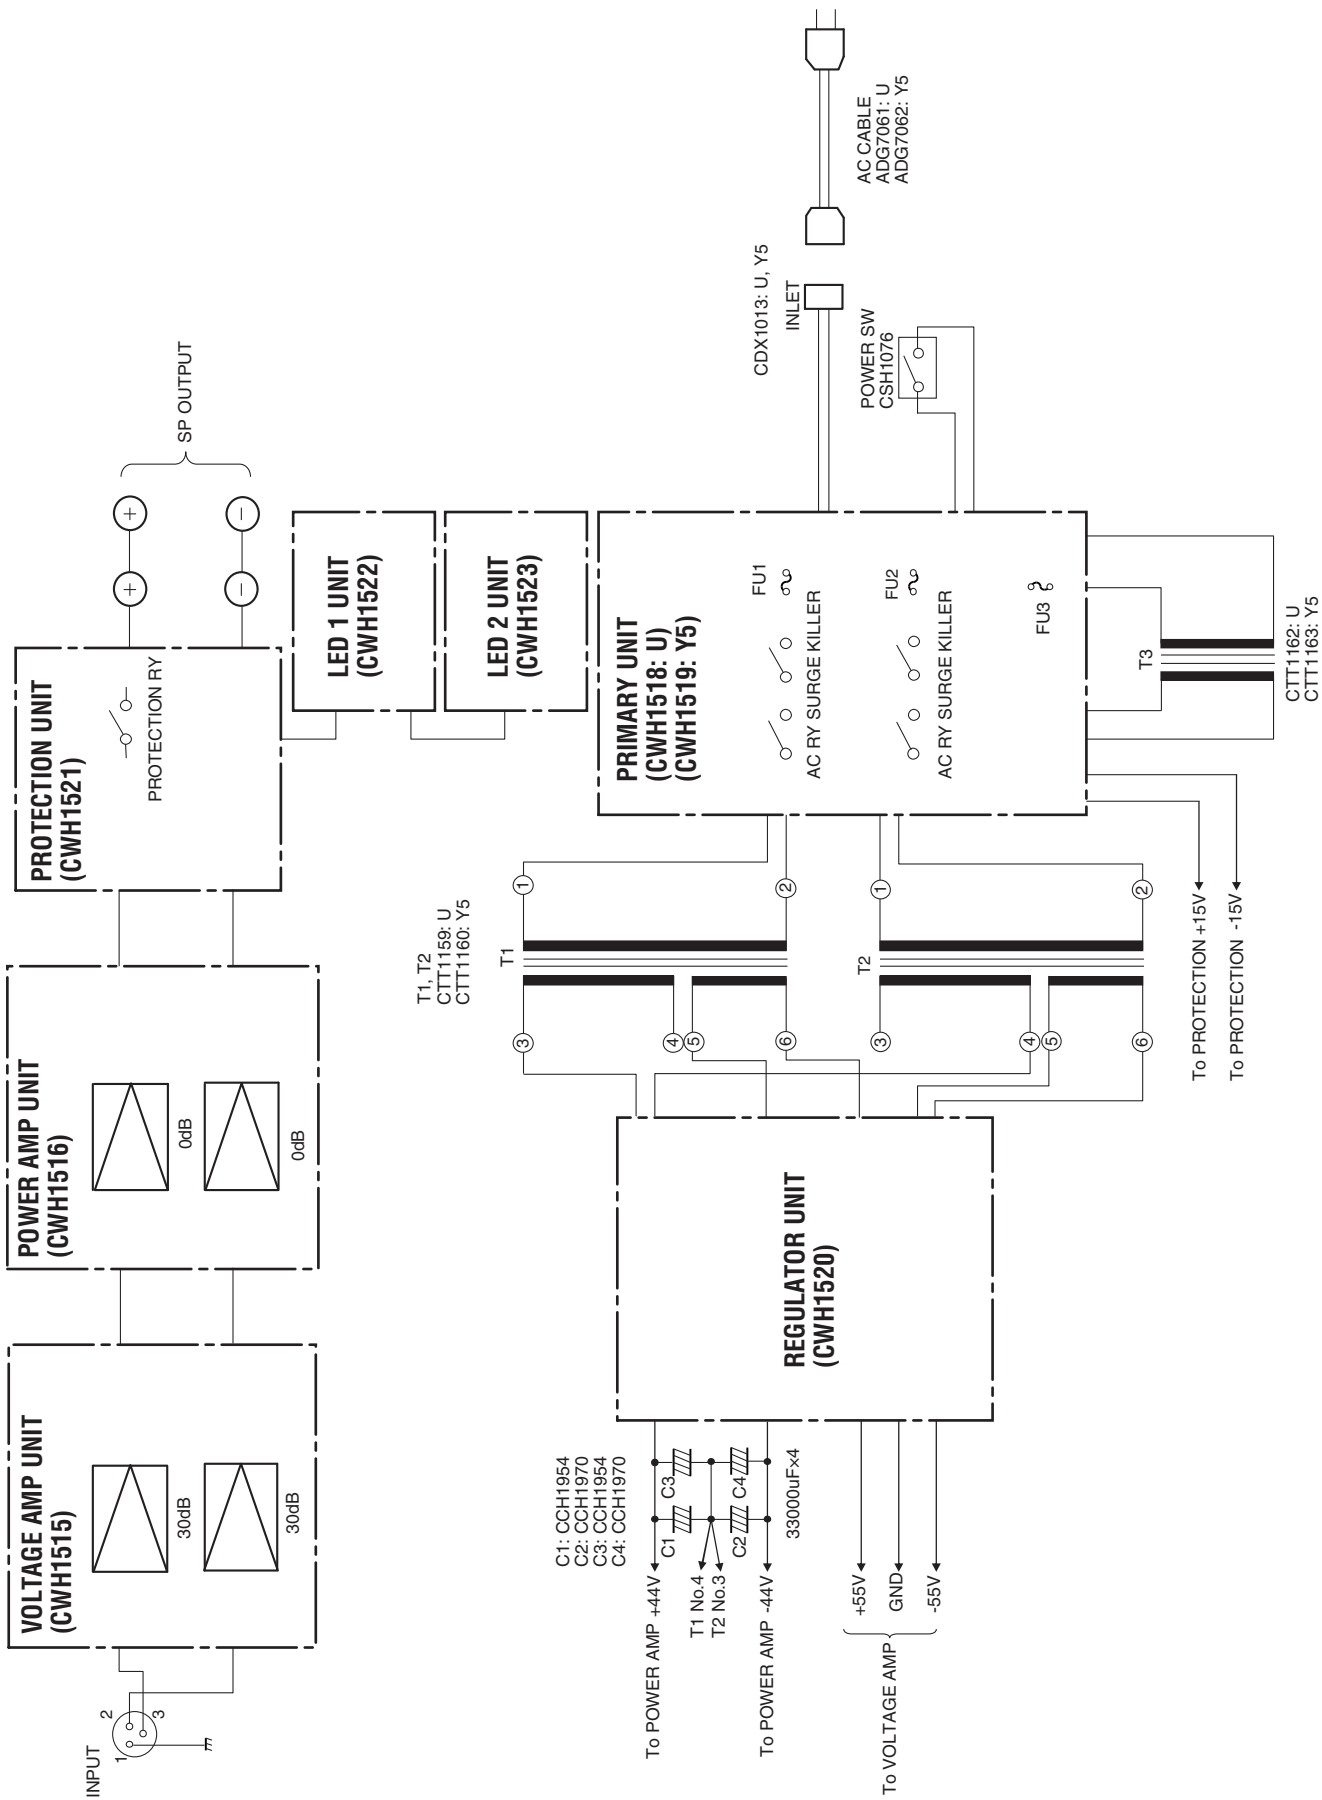 INPUT
1
2
3
VOLTAGE AMP UNIT
(CWH1515)
30dB
30dB
POWER AMP UNIT
(CWH1516)
0dB
0dB
PROTECTION UNIT
(CWH1521)
PROTECTION RY
+
+
−
−
SP OUTPUT
LED 1 UNIT
(CWH1522)
LED 2 UNIT
(CWH1523)
C1: CCH1954
C2: CCH1970
C3: CCH1954
C4: CCH1970
To POWER AMP +44V
C1
C3
T1 No.4
T2 No.3
C2
C4
To POWER AMP -44V
33000uF×4
To VOLTAGE AMP
+55V
GND
-55V
REGULATOR UNIT
(CWH1520)
T1, T2
CTT1159: U
CTT1160: Y5
T1
3
4
5
6
1
2
T2
3
4
5
6
1
2
To PROTECTION +15V
To PROTECTION -15V
PRIMARY UNIT
(CWH1518: U)
(CWH1519: Y5)
AC RY SURGE KILLER
FU1
AC RY SURGE KILLER
FU2
FU3
T3
CTT1162: U
CTT1163: Y5
CDX1013: U, Y5
INLET
POWER SW
CSH1076
AC CABLE
ADG7061: U
ADG7062: Y5